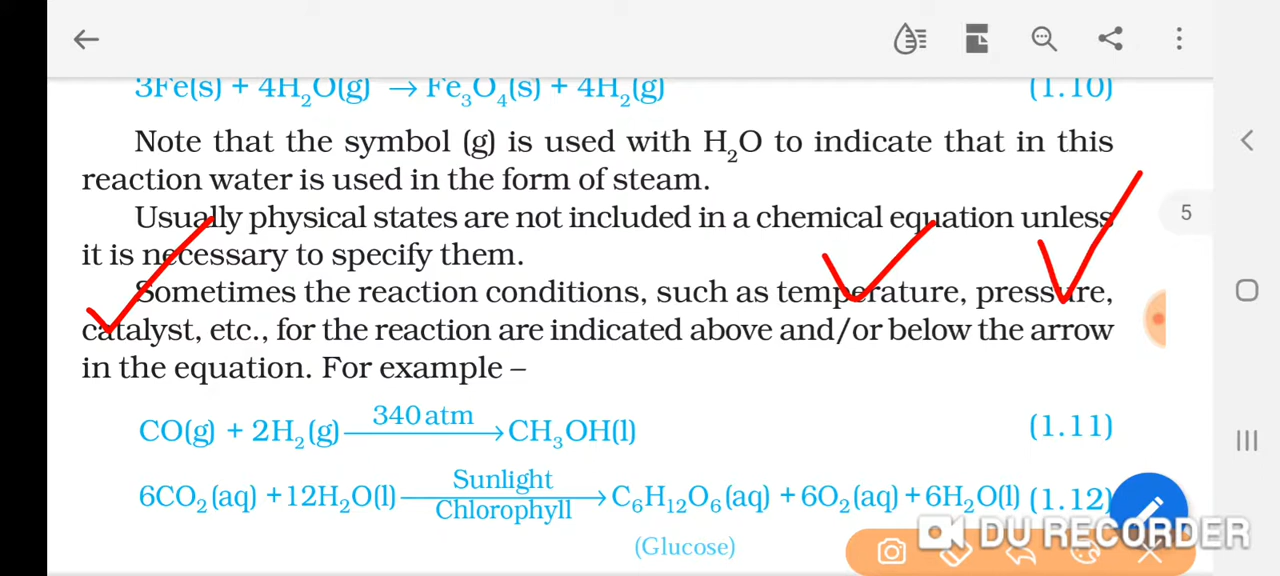 3Fe(s) + 4H₂O(g) → Fe₃O₄(s) + 4H₂(g) (1.10)
Note that the symbol (g) is used with H₂O to indicate that in this
reaction water is used in the form of steam.
Usually physical states are not included in a chemical equation unless
it is necessary to specify them.
Sometimes the reaction conditions, such as temperature, pressure,
catalyst, etc., for the reaction are indicated above and/or below the arrow
in the equation. For example –
340 atm
CO(g) + 2H₂(g) → CH₃OH(l) (1.11)
Sunlight
6CO₂(aq) + 12H₂O(l) → C₆H₁₂O₆(aq) + 6O₂(aq) + 6H₂O(l) (1.12)
Chlorophyll
(Glucose)
5
DU RECORDER